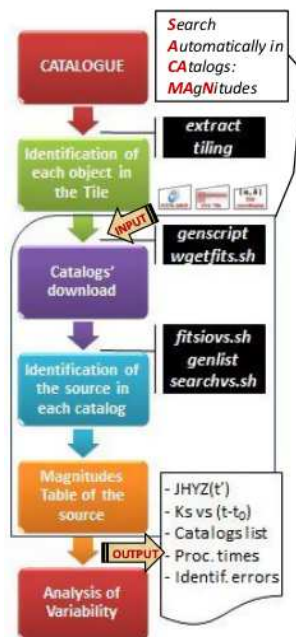 Search
Automatically in
CAtalogs:
MAgNitudes
CATALOGUE
extract
tiling
Identification of
each object in
the Tile
INPUT
genscript
wgetfits.sh
Catalogs'
download
fitsiovs.sh
genlist
searchvs.sh
Identification of
the source in
each catalog
Magnitudes
Table of the
source
- JHYZ(t')
- Ks vs (t-t0)
- Catalogs list
- Proc. times
- Identif. errors
OUTPUT
Analysis of
Variability